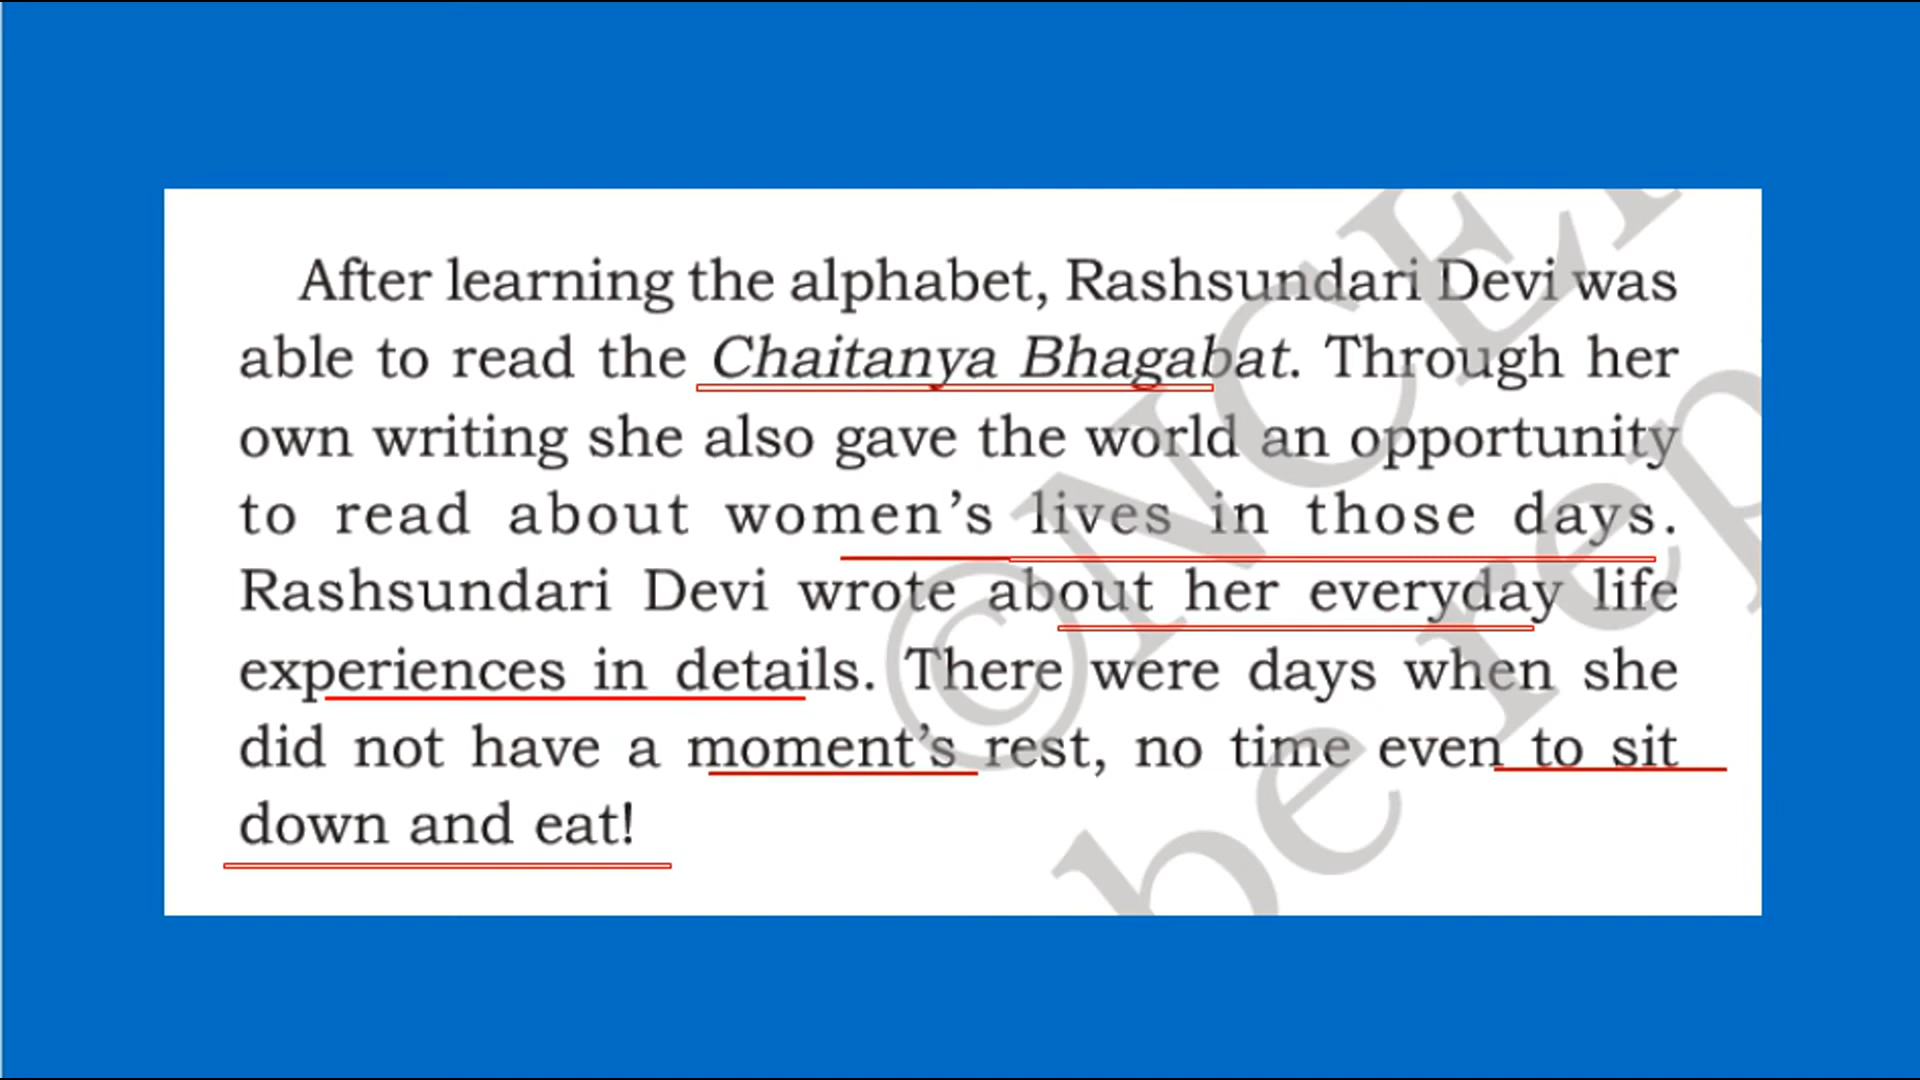 After learning the alphabet, Rashsundari Devi was
able to read the Chaitanya Bhagabat. Through her
own writing she also gave the world an opportunity
to read about women's lives in those days.
Rashsundari Devi wrote about her everyday life
experiences in details. There were days when she
did not have a moment's rest, no time even to sit
down and eat!
©NCE
be rep